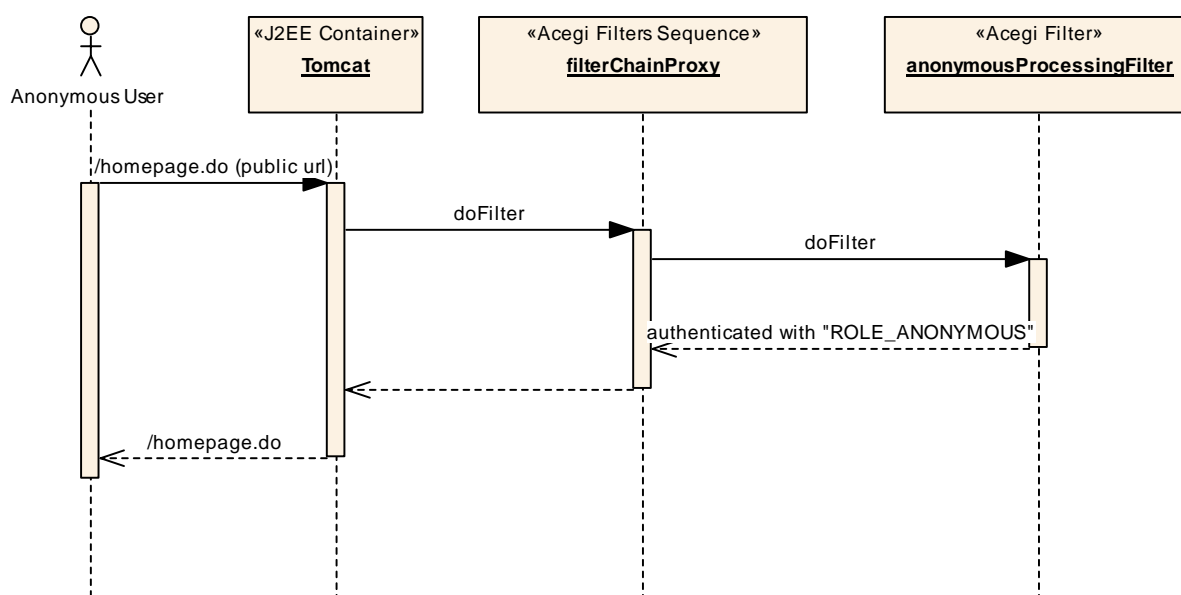 «J2EE Container»
Tomcat
«Acegi Filters Sequence»
filterChainProxy
«Acegi Filter»
anonymousProcessingFilter
Anonymous User
/homepage.do (public url)
doFilter
doFilter
authenticated with "ROLE_ANONYMOUS"
/homepage.do